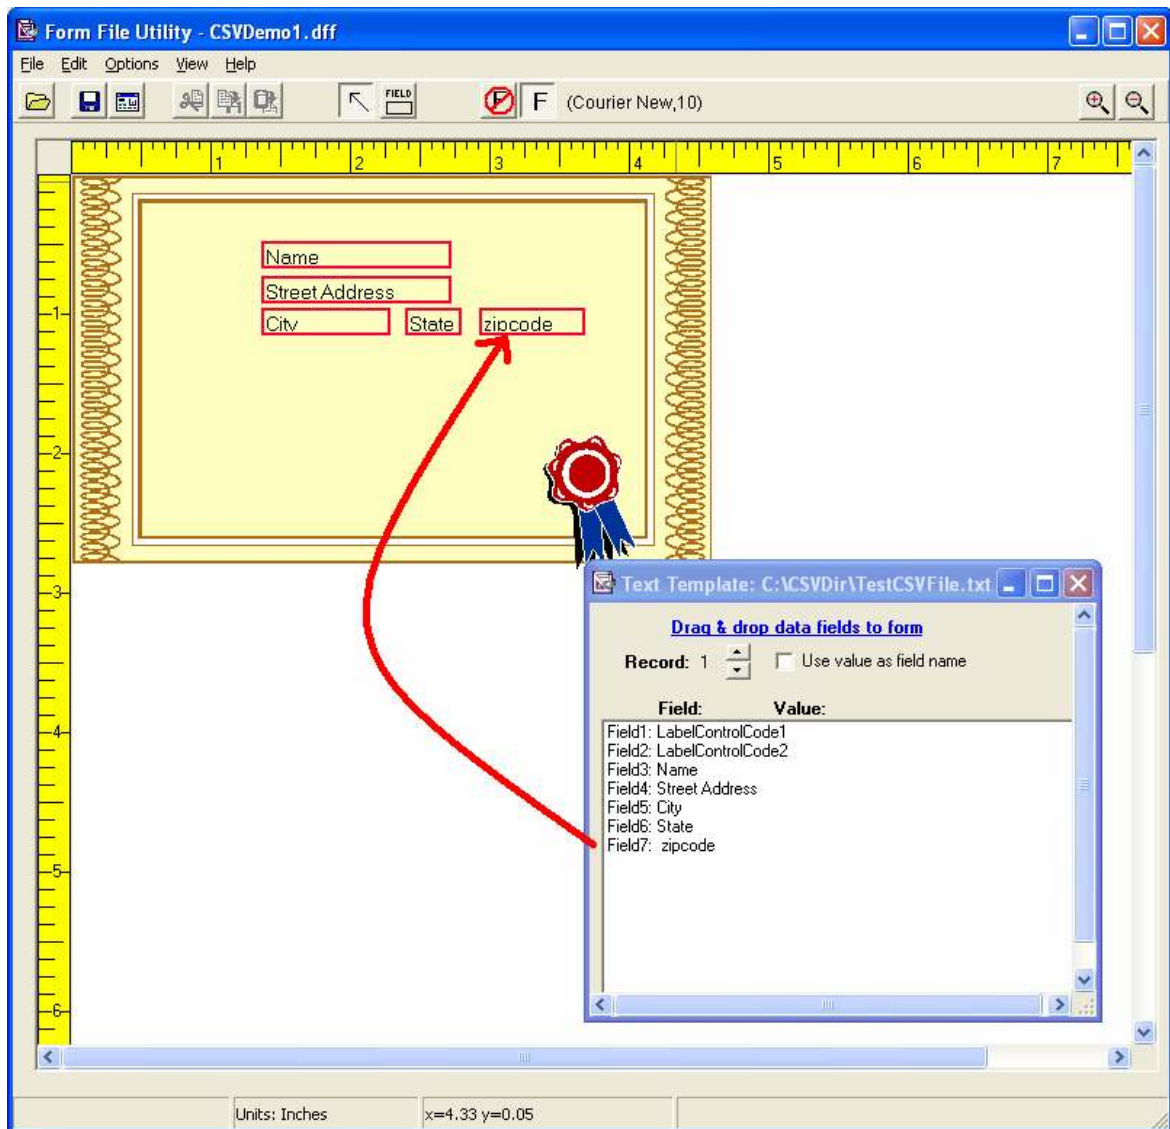 Form File Utility - CSVDemo1.dff
File Edit Options View Help
FIELD
F F (Courier New,10)
1 2 3 4 5 6 7
Name
Street Address
City State zipcode
1
2
3
4
5
6
Text Template: C:\CSVDir\TestCSVFile.txt
Drag & drop data fields to form
Record: 1 Use value as field name
Field: Value:
Field1: LabelControlCode1
Field2: LabelControlCode2
Field3: Name
Field4: Street Address
Field5: City
Field6: State
Field7: zipcode
Units: Inches x=4.33 y=0.05